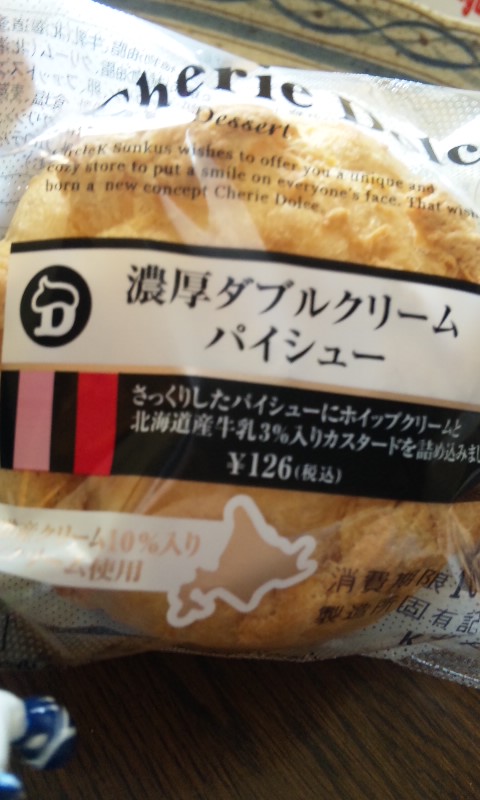 Cherie Dolc
Dessert
CircleK sunkus wishes to offer you a unique and
cozy store to put a smile on everyone's face. That wish
born a new concept Cherie Dolce.
D
濃厚ダブルクリーム
パイシュー
さっくりしたパイシューにホイップクリームと
北海道産牛乳3%入りカスタードを詰め込みまし
¥126(税込)
クリーム10%入り
使用
消費期限
製造所固有記